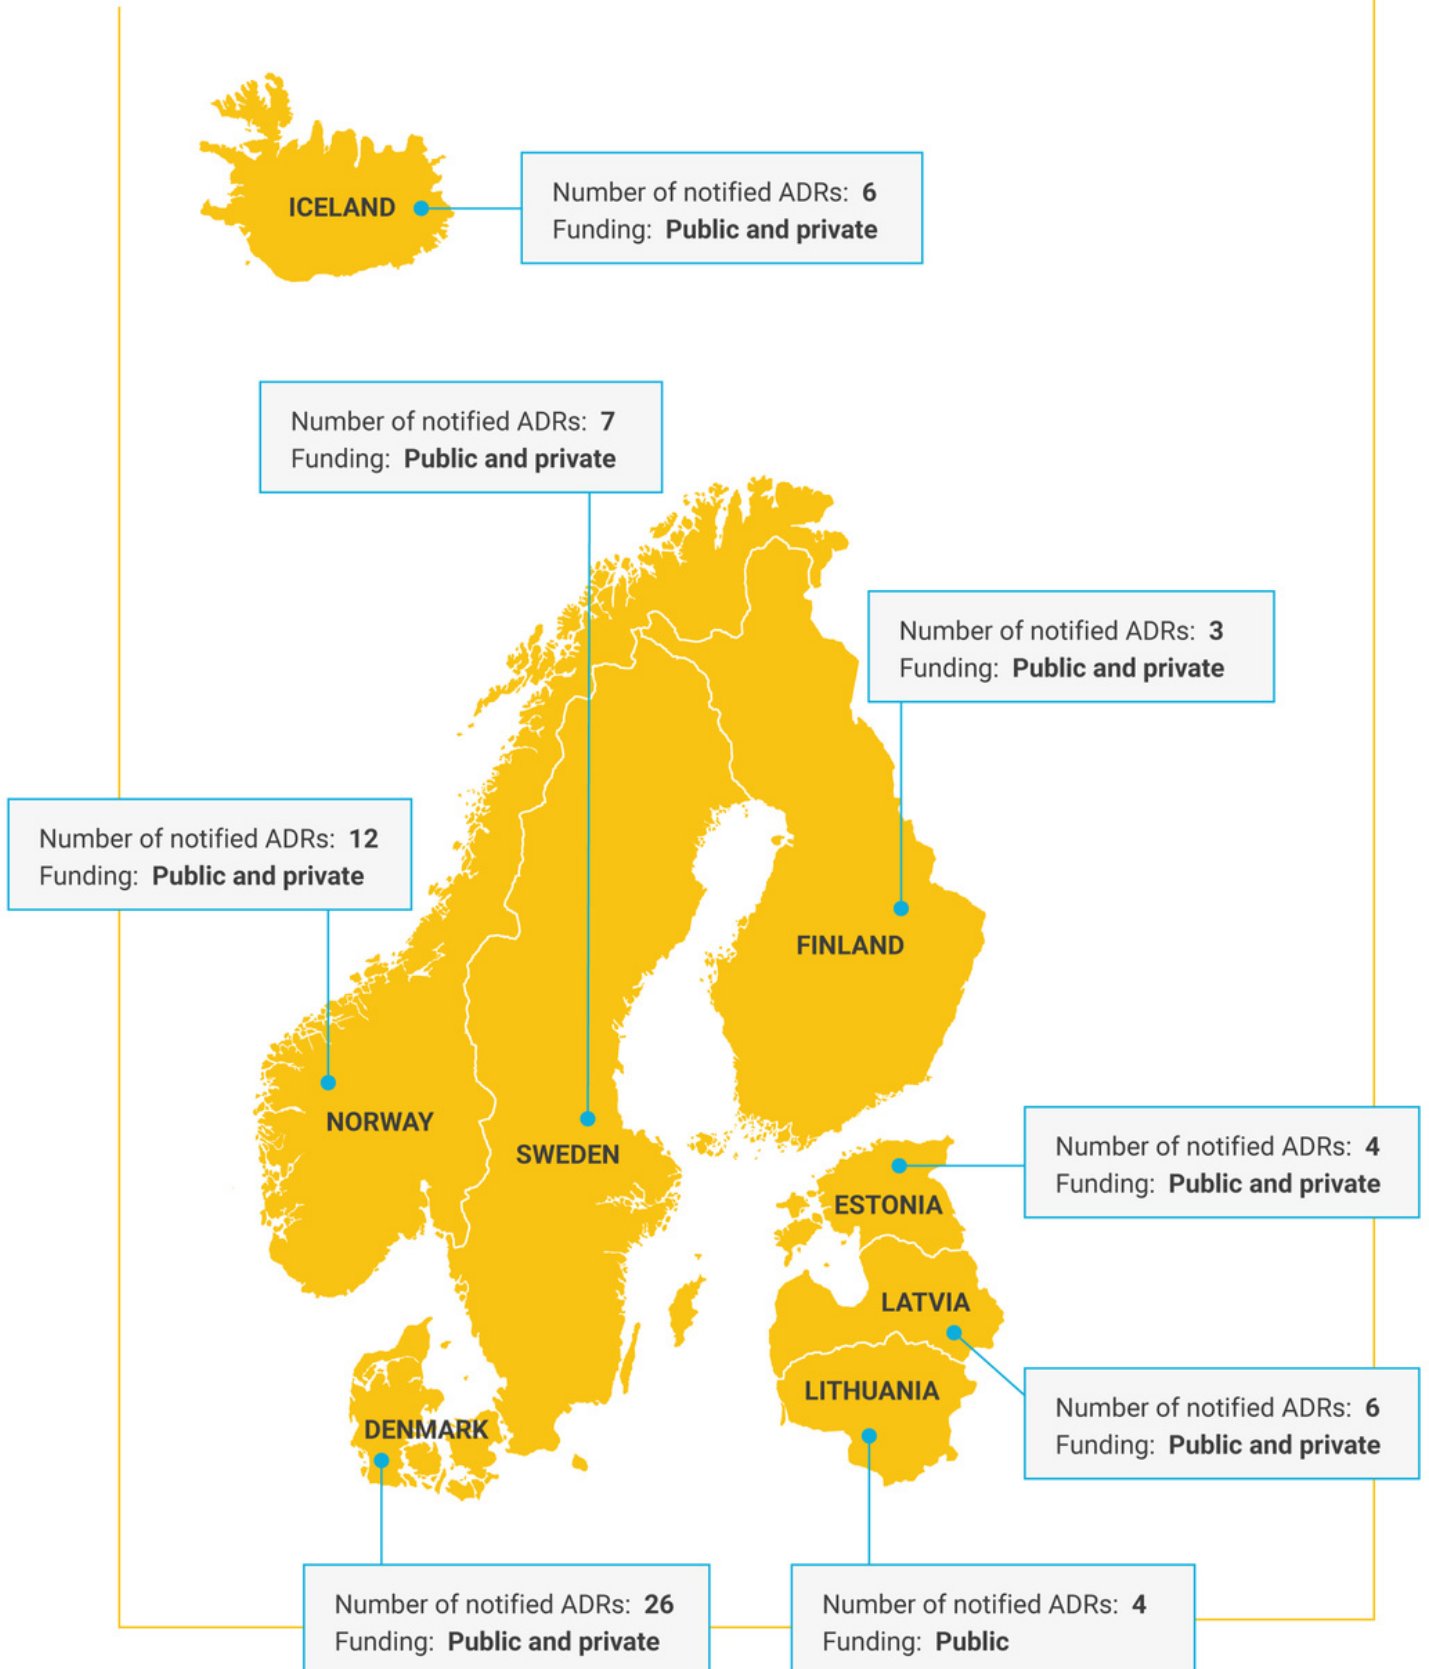 ICELAND
Number of notified ADRs: 6
Funding: Public and private
Number of notified ADRs: 7
Funding: Public and private
Number of notified ADRs: 3
Funding: Public and private
Number of notified ADRs: 12
Funding: Public and private
FINLAND
NORWAY
SWEDEN
Number of notified ADRs: 4
Funding: Public and private
ESTONIA
LATVIA
LITHUANIA
Number of notified ADRs: 6
Funding: Public and private
DENMARK
Number of notified ADRs: 26
Funding: Public and private
Number of notified ADRs: 4
Funding: Public